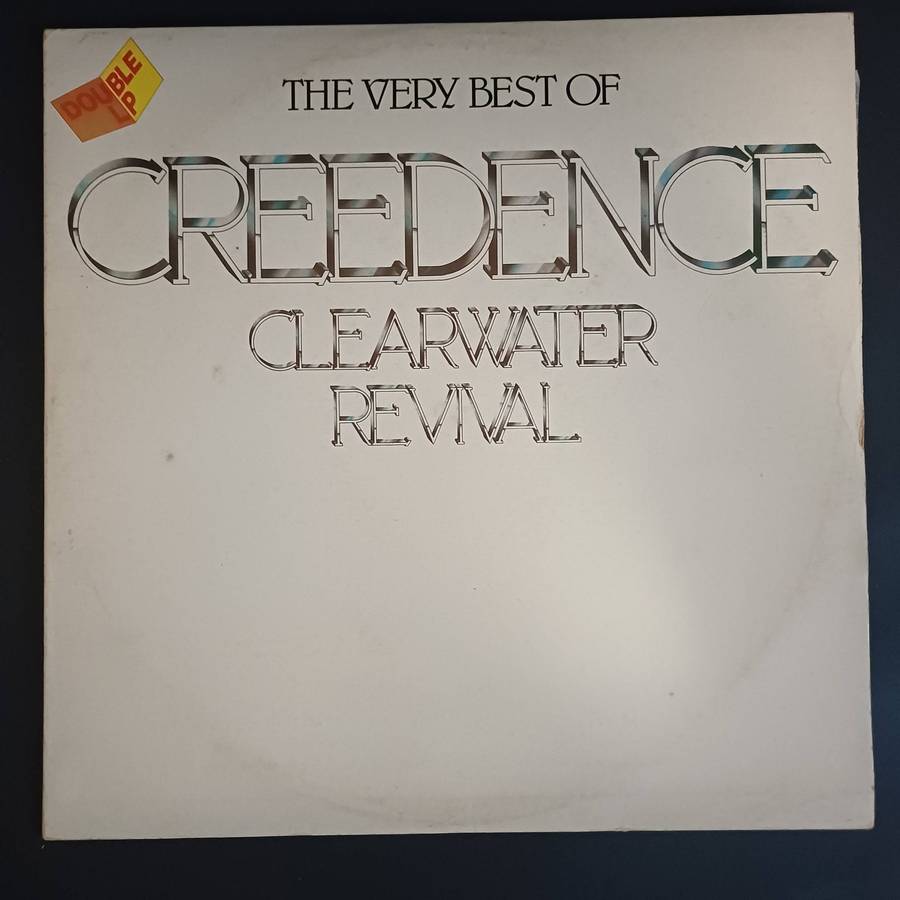 DOUBLE
LP
THE VERY BEST OF
CREEDENCE
CLEARWATER
REVIVAL